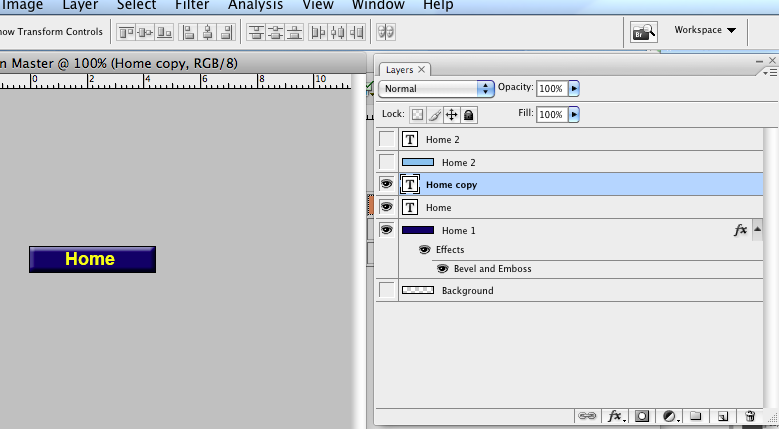 Image Layer Select Filter Analysis View Window Help
how Transform Controls
Br
Workspace
n Master @ 100% (Home copy, RGB/8)
0 2 4 6 8 10
Layers
Normal
Opacity: 100%
Lock:
Fill: 100%
T Home 2
Home 2
T Home copy
T Home
Home 1 fx
Effects
Bevel and Emboss
Background
Home
fx